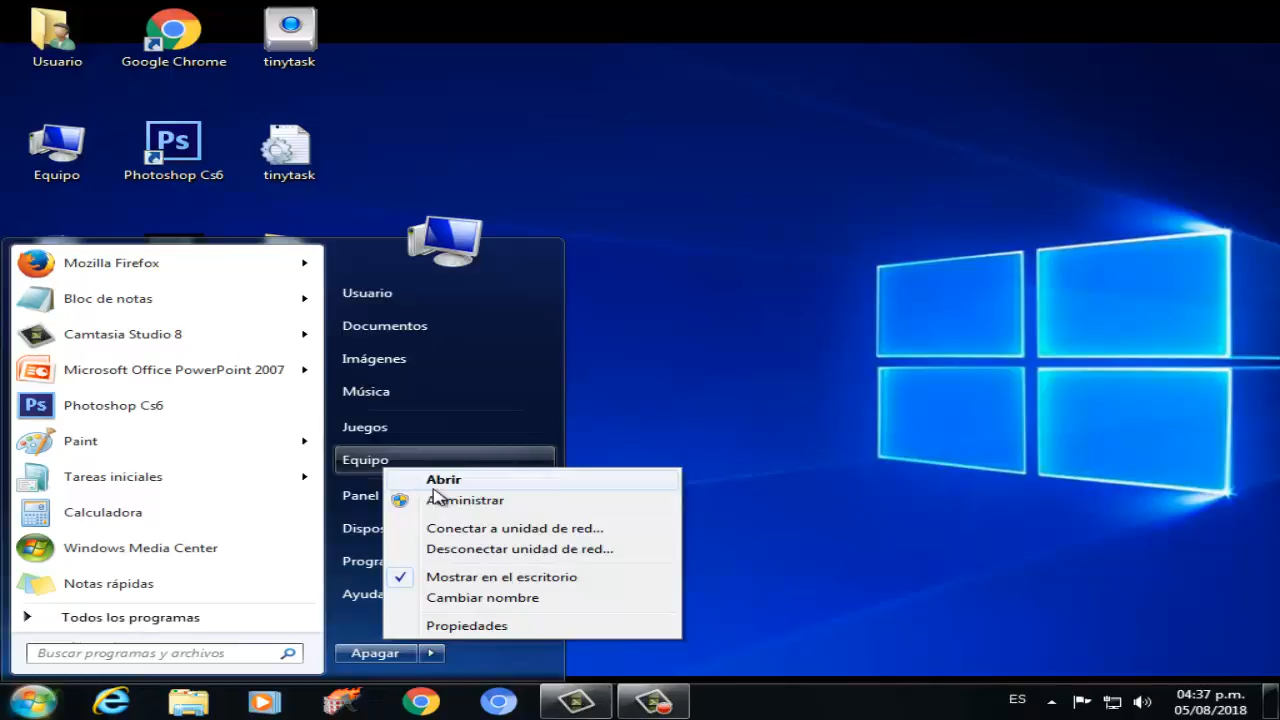 Usuario
Google Chrome
tinytask
Ps
Equipo
Photoshop Cs6
tinytask
Mozilla Firefox
Bloc de notas
Camtasia Studio 8
Microsoft Office PowerPoint 2007
Ps
Photoshop Cs6
Paint
Tareas iniciales
Calculadora
Windows Media Center
Notas rápidas
Todos los programas
Buscar programas y archivos
Usuario
Documentos
Imágenes
Música
Juegos
Equipo
Panel
Dispos
Progra
Ayuda
Apagar
Abrir
Administrar
Conectar a unidad de red...
Desconectar unidad de red...
Mostrar en el escritorio
Cambiar nombre
Propiedades
ES
04:37 p.m.
05/08/2018